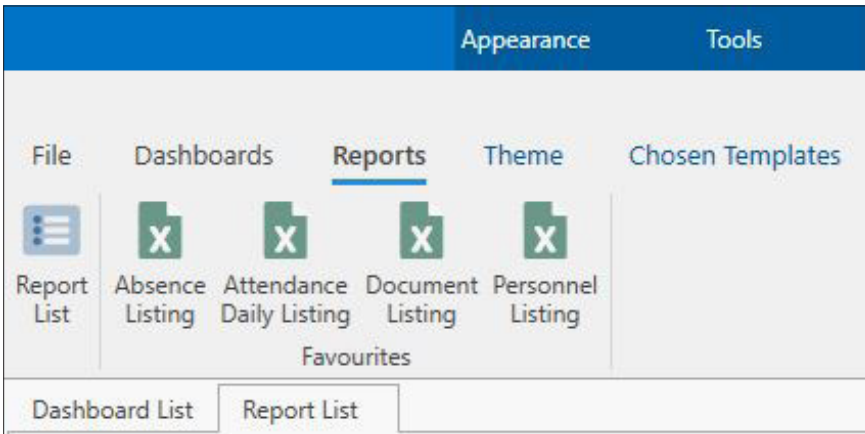 Appearance Tools
File Dashboards Reports Theme Chosen Templates
X X X X
Report Absence Attendance Document Personnel
List Listing Daily Listing Listing Listing
Favourites
Dashboard List Report List